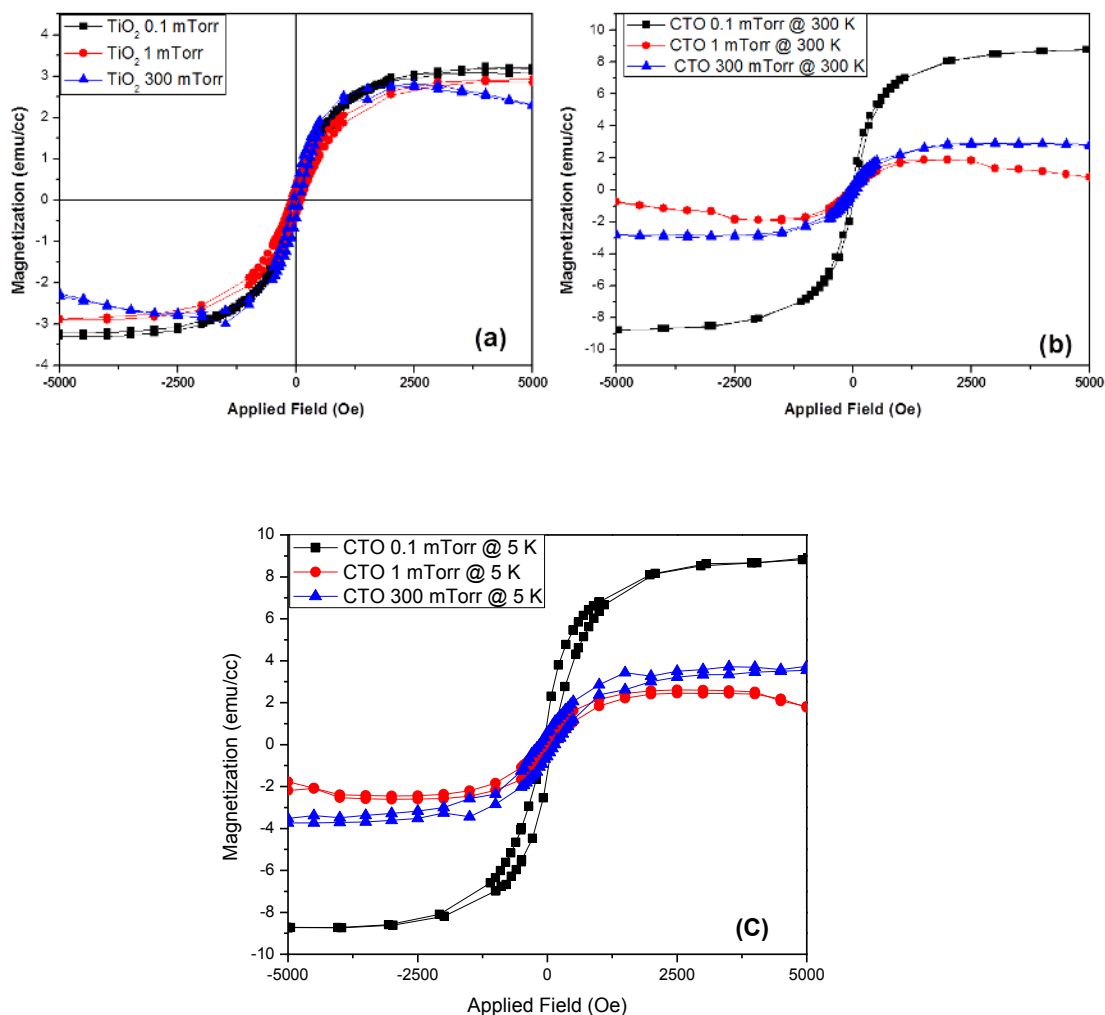 TiO2 0.1 mTorr
TiO2 1 mTorr
TiO2 300 mTorr
4
3
2
1
0
-1
-2
-3
-4
Magnetization (emu/cc)
(a)
-5000 -2500 0 2500 5000
Applied Field (Oe)
CTO 0.1 mTorr @ 300 K
CTO 1 mTorr @ 300 K
CTO 300 mTorr @ 300 K
10
8
6
4
2
0
-2
-4
-6
-8
-10
Magnetization (emu/cc)
(b)
-5000 -2500 0 2500 5000
Applied Field (Oe)
CTO 0.1 mTorr @ 5 K
CTO 1 mTorr @ 5 K
CTO 300 mTorr @ 5 K
10
8
6
4
2
0
-2
-4
-6
-8
-10
Magnetization (emu/cc)
(C)
-5000 -2500 0 2500 5000
Applied Field (Oe)